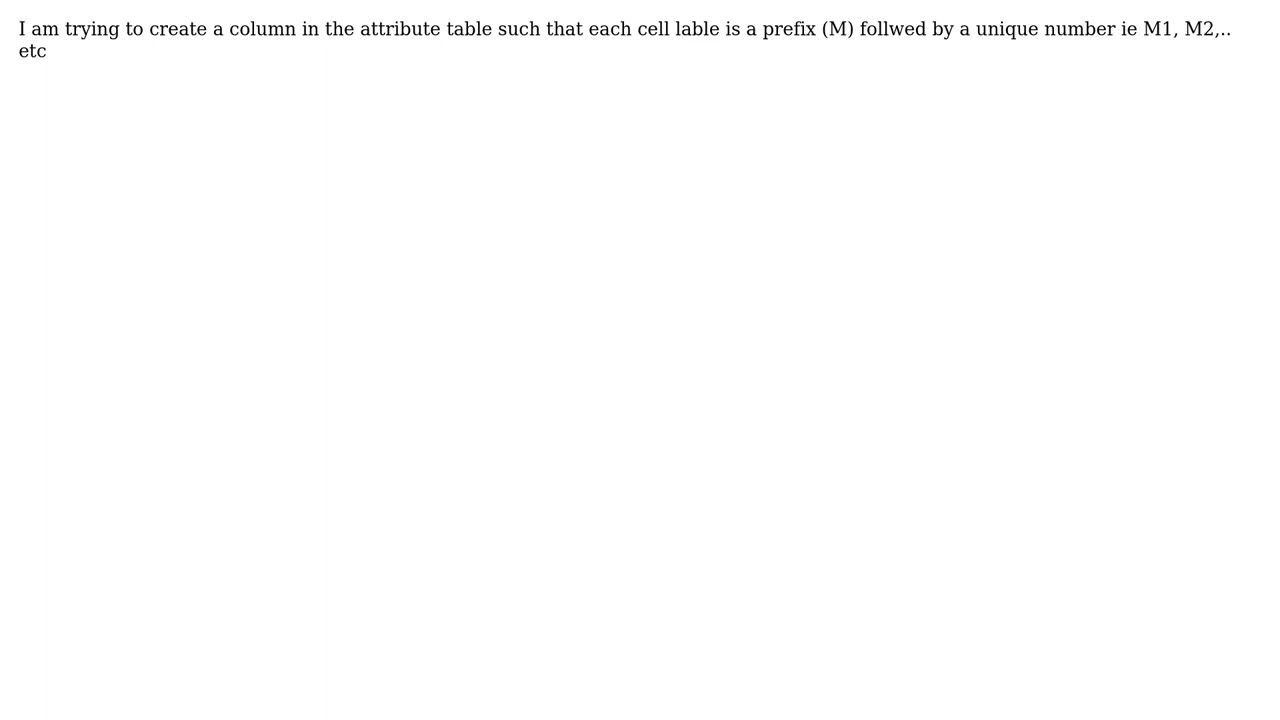 I am trying to create a column in the attribute table such that each cell lable is a prefix (M) follwed by a unique number ie M1, M2,..
etc